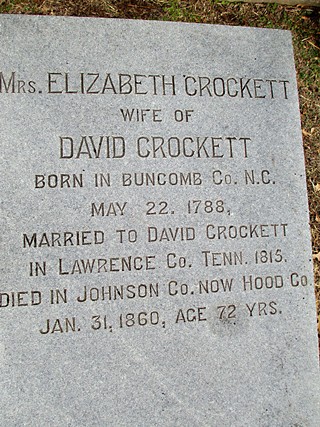 Mrs. Elizabeth Crockett
wife of
David Crockett
born in Buncomb Co. N.C.
May 22. 1788,
married to David Crockett
in Lawrence Co. Tenn. 1815.
died in Johnson Co. now Hood Co.
Jan. 31, 1860, age 72 yrs.